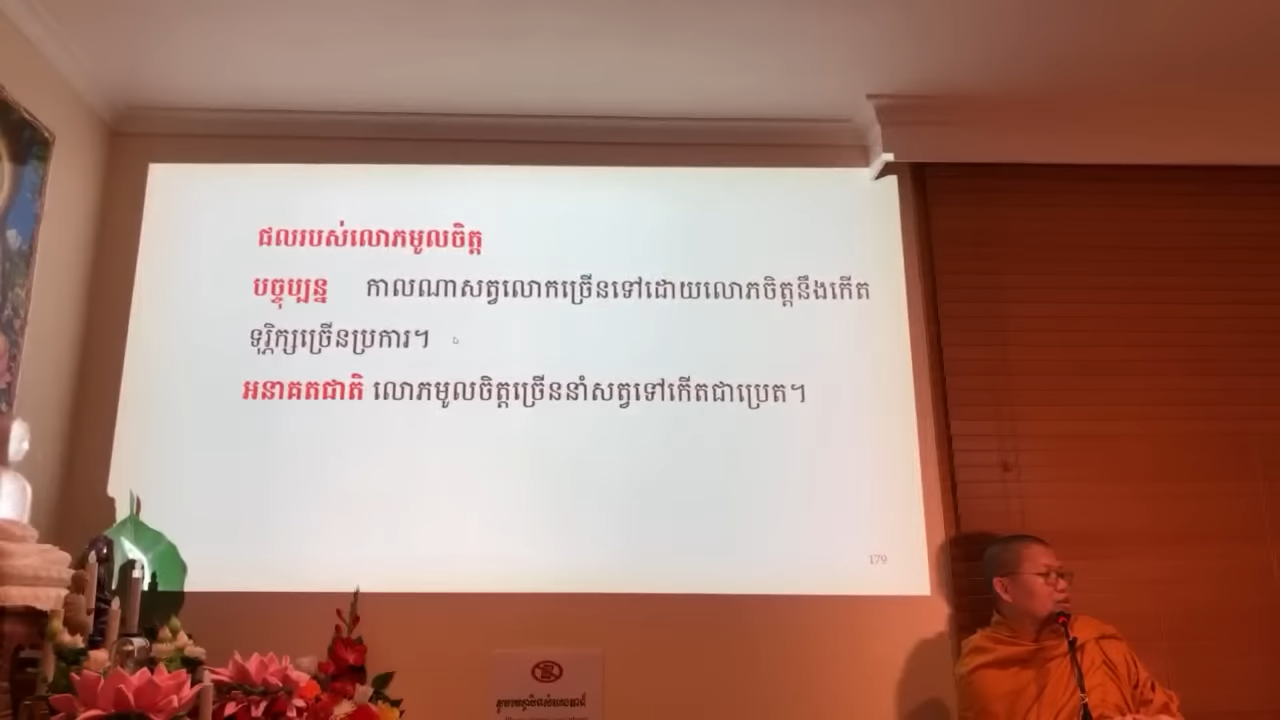 ផលរបស់លោភមូលចិត្ត
បច្ចុប្បន្ន កាលណាសត្វលោកច្រើនទៅដោយលោភចិត្តនឹងកើត
ទុរ្ភិក្សច្រើនប្រការ។
អនាគតជាតិ លោភមូលចិត្តច្រើននាំសត្វទៅកើតជាប្រេត។
179